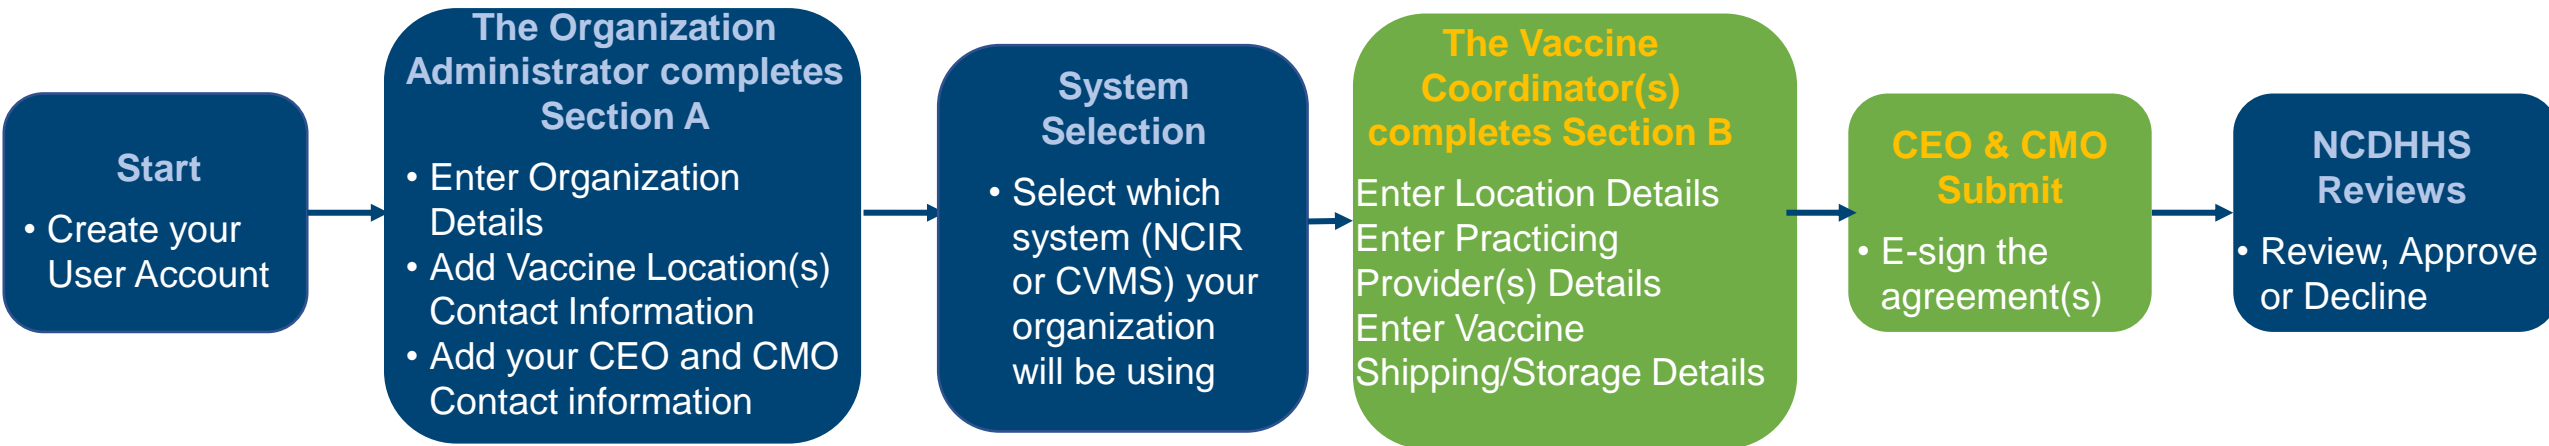 Start
• Create your
User Account
The Organization
Administrator completes
Section A
• Enter Organization
Details
• Add Vaccine Location(s)
Contact Information
• Add your CEO and CMO
Contact information
System
Selection
• Select which
system (NCIR
or CVMS) your
organization
will be using
The Vaccine
Coordinator(s)
completes Section B
Enter Location Details
Enter Practicing
Provider(s) Details
Enter Vaccine
Shipping/Storage Details
CEO & CMO
Submit
• E-sign the
agreement(s)
NCDHHS
Reviews
• Review, Approve
or Decline